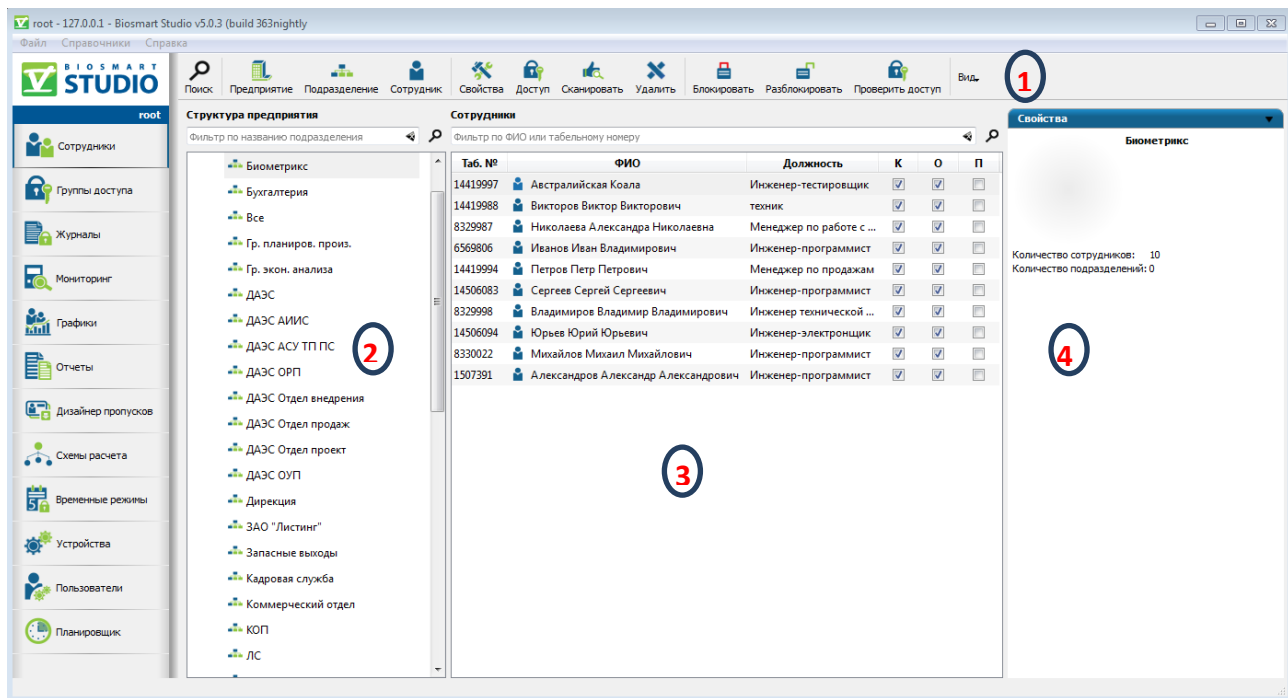 root - 127.0.0.1 - Biosmart Studio v5.0.3 (build 363nightly
Файл Справочники Справка
BIOSMART
STUDIO
Поиск Предприятие Подразделение Сотрудник Свойства Доступ Сканировать Удалить Блокировать Разблокировать Проверить доступ Вид
1
root
Сотрудники
Группы доступа
Журналы
Мониторинг
Графики
Отчеты
Дизайнер пропусков
Схемы расчета
Временные режимы
5
Устройства
Пользователи
Планировщик
Структура предприятия
Фильтр по названию подразделения
Биометрикс
Бухгалтерия
Все
Гр. планиров. произ.
Гр. экон. анализа
ДАЭС
ДАЭС АИИС
ДАЭС АСУ ТП ПС
ДАЭС ОРП
ДАЭС Отдел внедрения
ДАЭС Отдел продаж
ДАЭС Отдел проект
ДАЭС ОУП
Дирекция
ЗАО "Листинг"
Запасные выходы
Кадровая служба
Коммерческий отдел
КОП
ЛС
2
Сотрудники
Фильтр по ФИО или табельному номеру
Таб. № ФИО Должность К О П
14419997 Австралийская Коала Инженер-тестировщик
14419988 Викторов Виктор Викторович техник
8329987 Николаева Александра Николаевна Менеджер по работе с ...
6569806 Иванов Иван Владимирович Инженер-программист
14419994 Петров Петр Петрович Менеджер по продажам
14506083 Сергеев Сергей Сергеевич Инженер-программист
8329998 Владимиров Владимир Владимирович Инженер технической ...
14506094 Юрьев Юрий Юрьевич Инженер-электронщик
8330022 Михайлов Михаил Михайлович Инженер-программист
1507391 Александров Александр Александрович Инженер-программист
3
Свойства
Биометрикс
Количество сотрудников: 10
Количество подразделений: 0
4